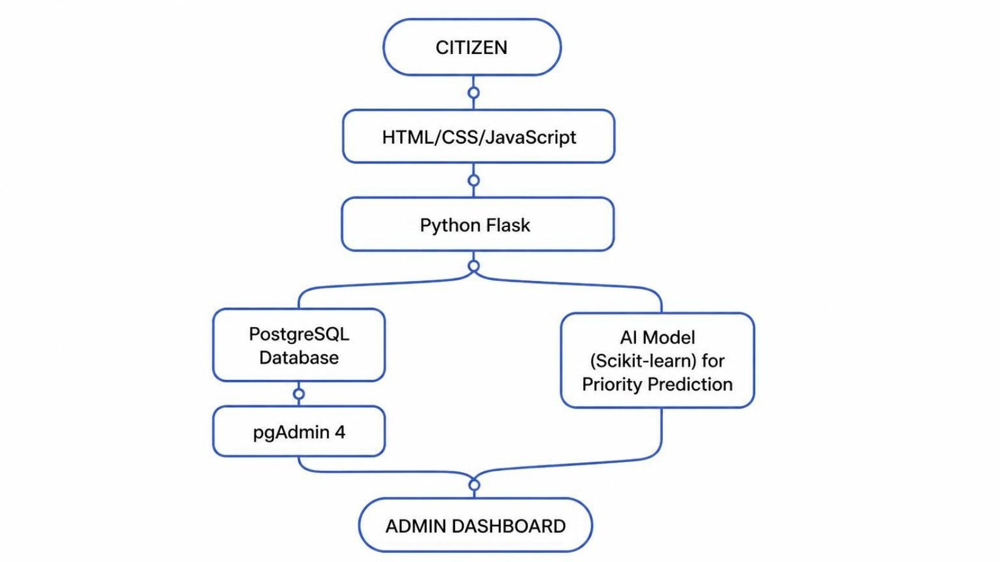 CITIZEN
HTML/CSS/JavaScript
Python Flask
PostgreSQL
Database
AI Model
(Scikit-learn) for
Priority Prediction
pgAdmin 4
ADMIN DASHBOARD